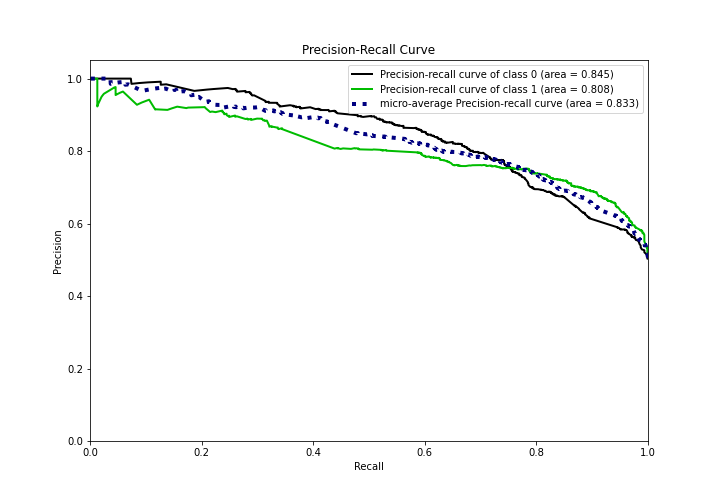 Precision-Recall Curve
Precision-recall curve of class 0 (area = 0.845)
Precision-recall curve of class 1 (area = 0.808)
micro-average Precision-recall curve (area = 0.833)
1.0
0.8
0.6
0.4
0.2
0.0
Precision
0.0 0.2 0.4 0.6 0.8 1.0
Recall